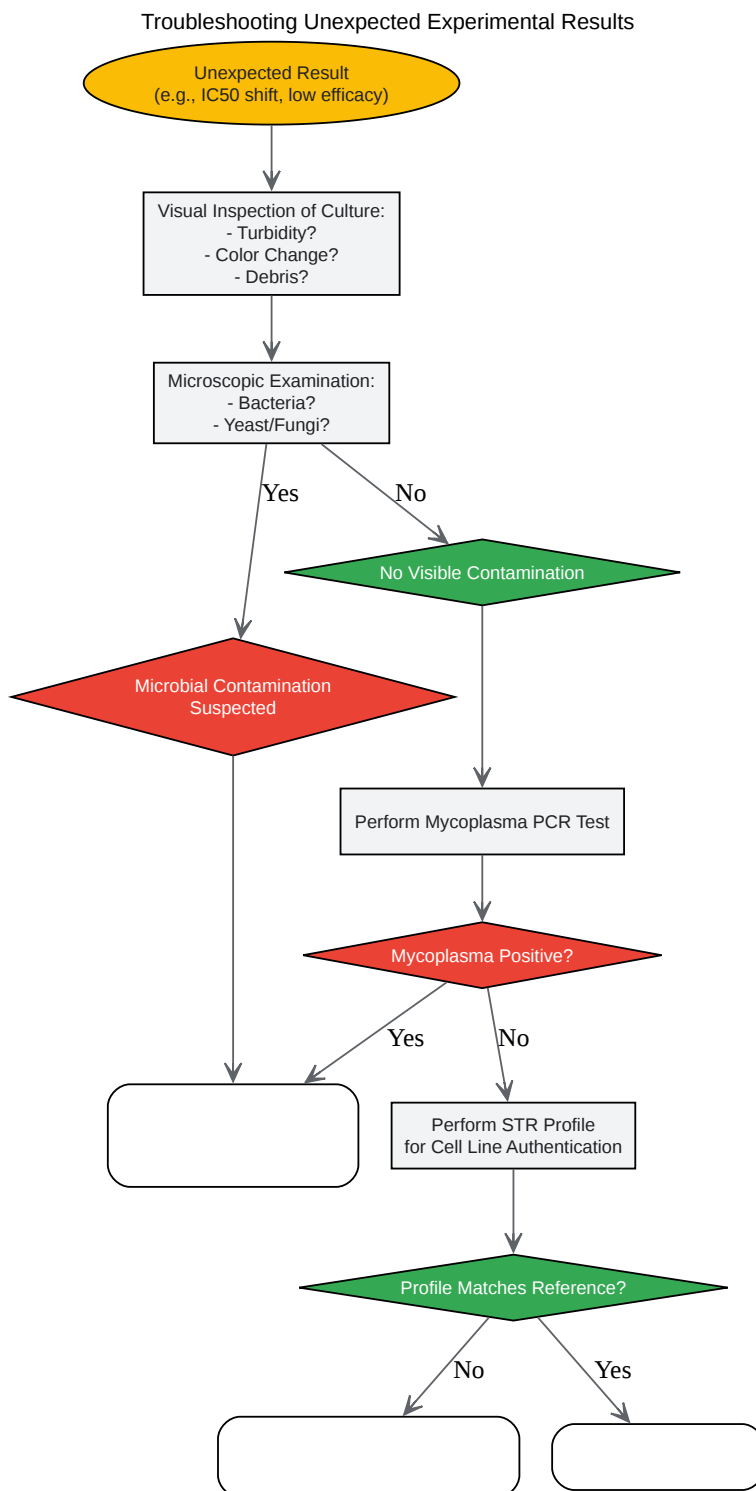 Troubleshooting Unexpected Experimental Results
Unexpected Result
(e.g., IC50 shift, low efficacy)
Visual Inspection of Culture:
- Turbidity?
- Color Change?
- Debris?
Microscopic Examination:
- Bacteria?
- Yeast/Fungi?
Yes
No
No Visible Contamination
Microbial Contamination
Suspected
Perform Mycoplasma PCR Test
Mycoplasma Positive?
Yes
No
Perform STR Profile
for Cell Line Authentication
Profile Matches Reference?
No
Yes